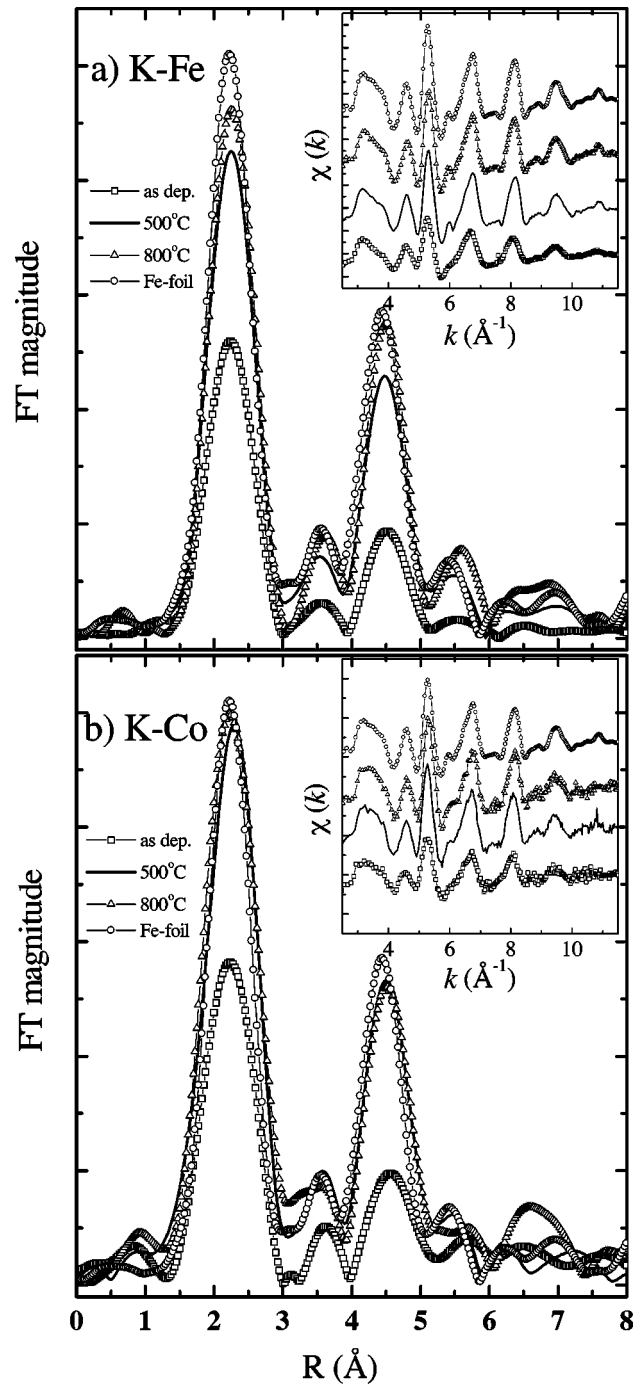 a) K-Fe
as dep.
500°C
800°C
Fe-foil
FT magnitude
χ (k)
4 6 8 10
k (Å⁻¹)
b) K-Co
as dep.
500°C
800°C
Fe-foil
FT magnitude
χ (k)
4 6 8 10
k (Å⁻¹)
0 1 2 3 4 5 6 7 8
R (Å)